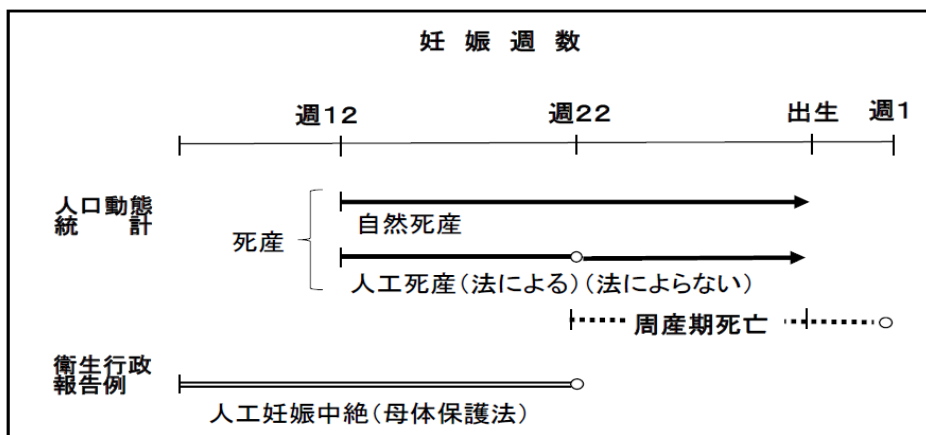 妊娠週数
週12 週22 出生 週1
人口動態
統計
死産
自然死産
人工死産(法による)(法によらない)
周産期死亡
衛生行政
報告例
人工妊娠中絶(母体保護法)